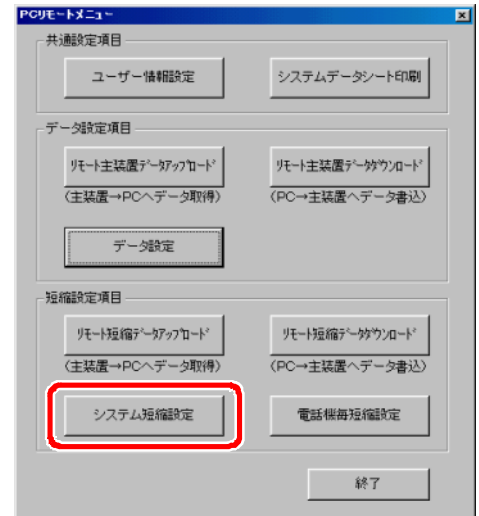 PCリモートメニュー
共通設定項目
ユーザー情報設定
システムデータシート印刷
データ設定項目
ﾘﾓｰﾄ主装置ﾃﾞｰﾀｱｯﾌﾟﾛｰﾄﾞ
ﾘﾓｰﾄ主装置ﾃﾞｰﾀﾀﾞｳﾝﾛｰﾄﾞ
(主装置→PCへデータ取得)
(PC→主装置へデータ書込)
データ設定
短縮設定項目
ﾘﾓｰﾄ短縮ﾃﾞｰﾀｱｯﾌﾟﾛｰﾄﾞ
ﾘﾓｰﾄ短縮ﾃﾞｰﾀﾀﾞｳﾝﾛｰﾄﾞ
(主装置→PCへデータ取得)
(PC→主装置へデータ書込)
システム短縮設定
電話機毎短縮設定
終了